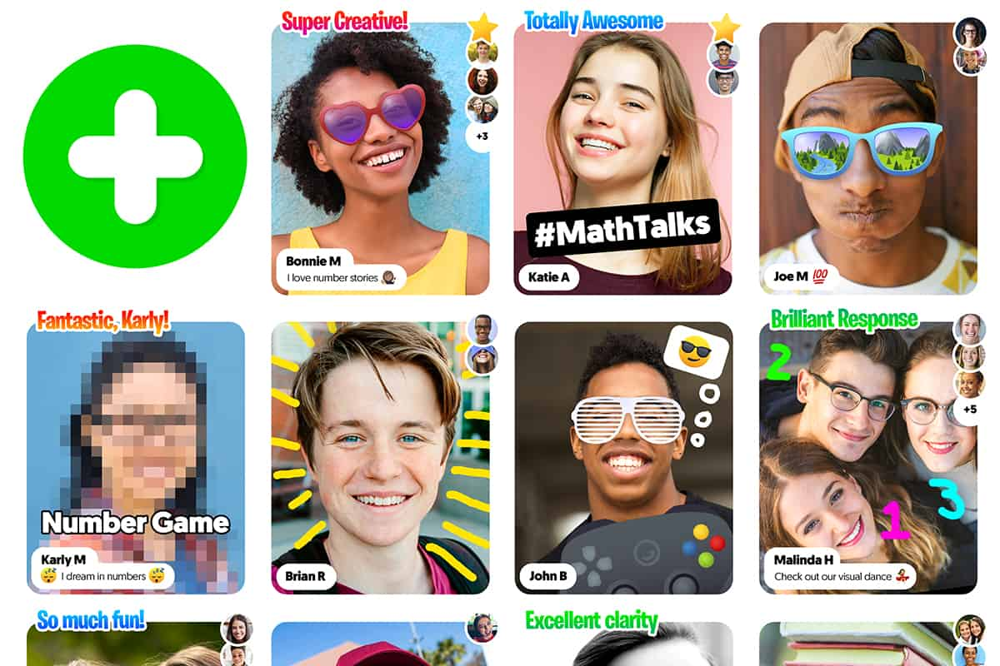 Super Creative!
Totally Awesome
+3
#MathTalks
Bonnie M
I love number stories
Katie A
Joe M 💯
Fantastic, Karly!
Brilliant Response
2
+5
3
1
Number Game
Karly M
😴 I dream in numbers 😴
Brian R
John B
Malinda H
Check out our visual dance 💃
So much fun!
Excellent clarity